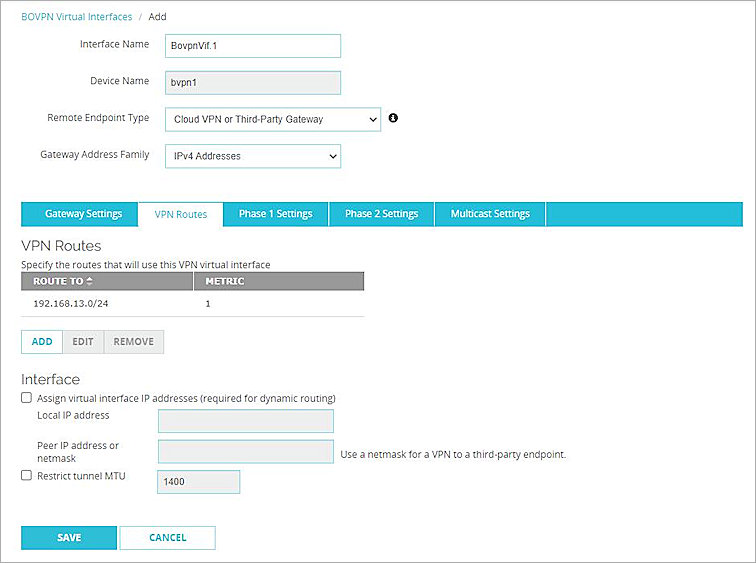 BOVPN Virtual Interfaces / Add
Interface Name BovpnVif.1
Device Name bvpn1
Remote Endpoint Type Cloud VPN or Third-Party Gateway
Gateway Address Family IPv4 Addresses
Gateway Settings VPN Routes Phase 1 Settings Phase 2 Settings Multicast Settings
VPN Routes
Specify the routes that will use this VPN virtual interface
ROUTE TO METRIC
192.168.13.0/24 1
ADD EDIT REMOVE
Interface
Assign virtual interface IP addresses (required for dynamic routing)
Local IP address
Peer IP address or
netmask
Use a netmask for a VPN to a third-party endpoint.
Restrict tunnel MTU 1400
SAVE CANCEL